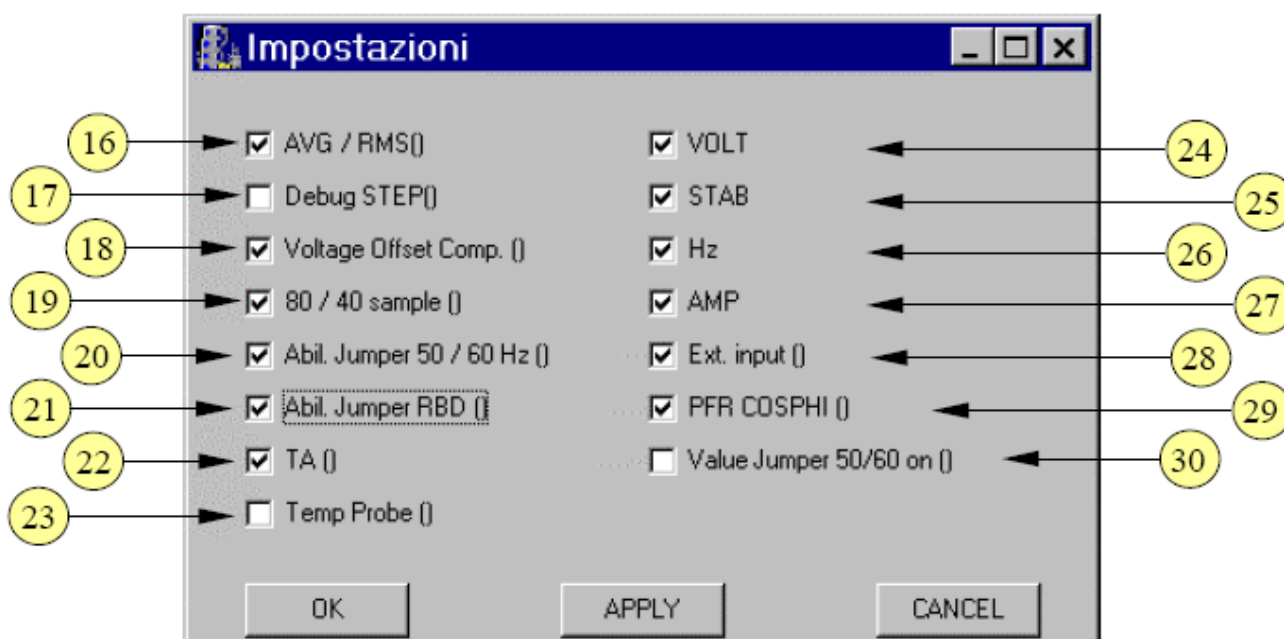 Impostazioni
16 AVG / RMS() VOLT 24
17 Debug STEP() STAB 25
18 Voltage Offset Comp. () Hz 26
19 80 / 40 sample () AMP 27
20 Abil. Jumper 50 / 60 Hz () Ext. input () 28
21 Abil. Jumper RBD () PFR COSPHI () 29
22 TA () Value Jumper 50/60 on () 30
23 Temp Probe ()
OK APPLY CANCEL